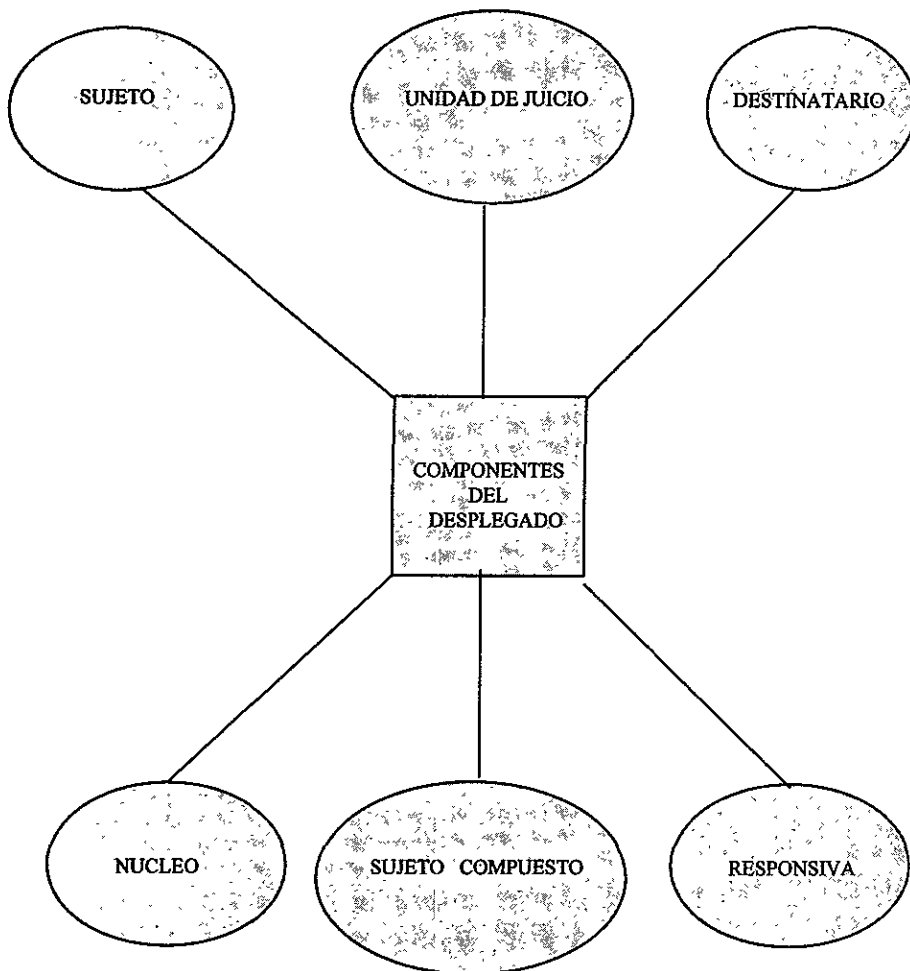 SUJETO
UNIDAD DE JUICIO
DESTINATARIO
COMPONENTES
DEL
DESPLEGADO
NUCLEO
SUJETO COMPUESTO
RESPONSIVA